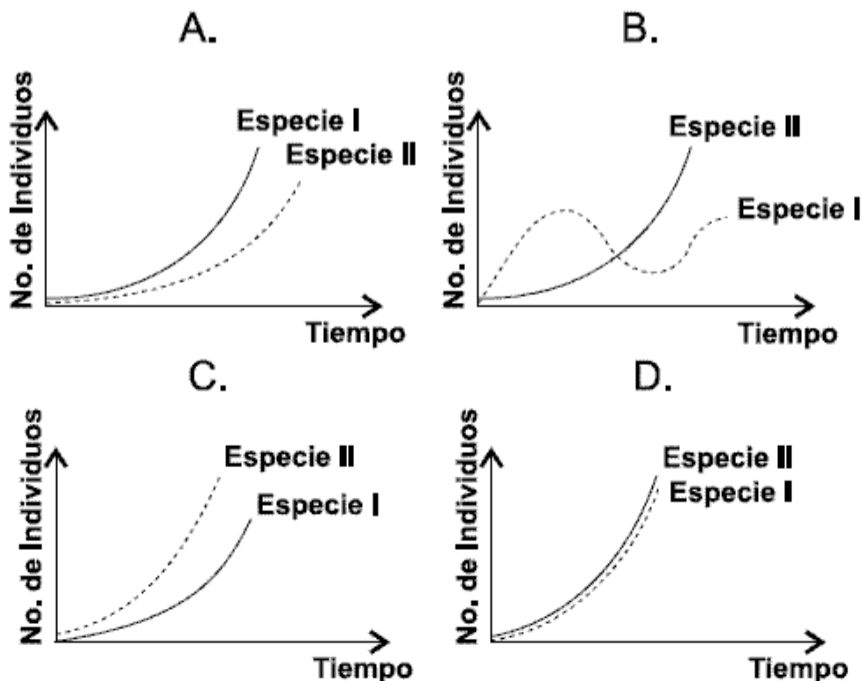 A.
No. de Individuos
Especie I
Especie II
Tiempo
B.
No. de Individuos
Especie II
Especie I
Tiempo
C.
No. de Individuos
Especie II
Especie I
Tiempo
D.
No. de Individuos
Especie II
Especie I
Tiempo